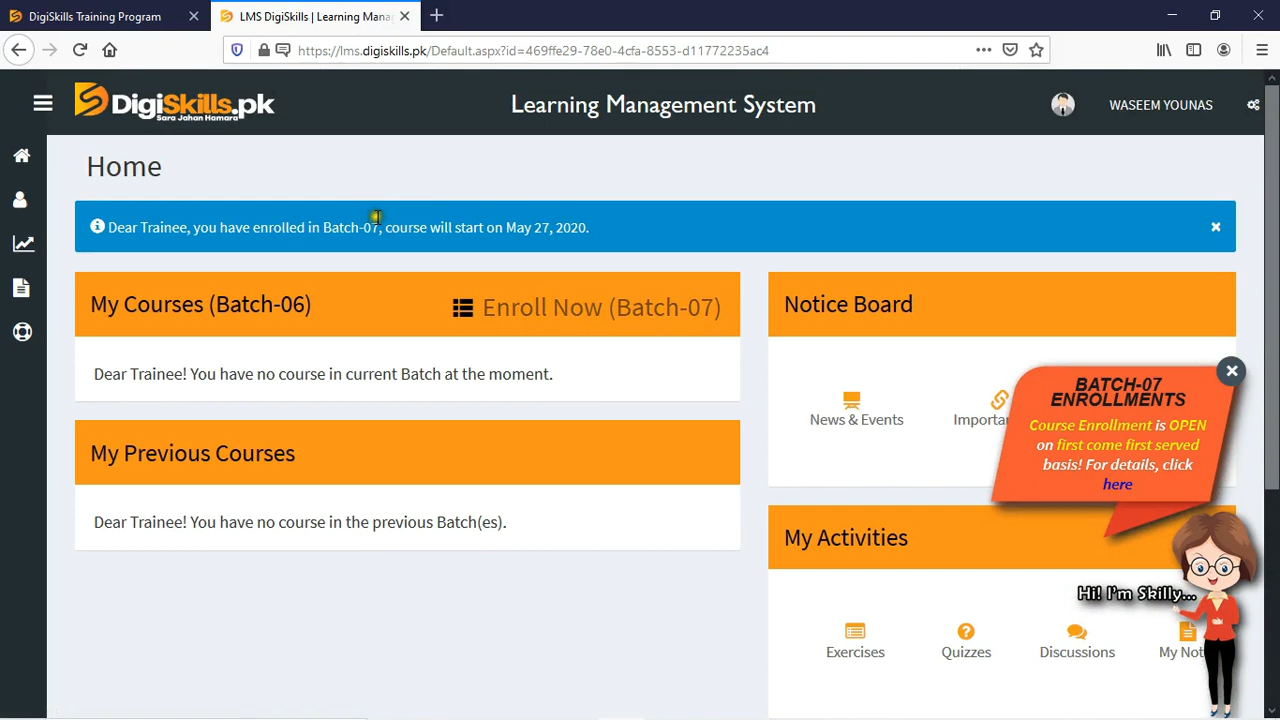 DigiSkills Training Program
LMS DigiSkills | Learning Mana
https://lms.digiskills.pk/Default.aspx?id=469ffe29-78e0-4cfa-8553-d11772235ac4
DigiSkills.pk
Sara Jahan Hamara
Learning Management System
WASEEM YOUNAS
Home
Dear Trainee, you have enrolled in Batch-07, course will start on May 27, 2020.
My Courses (Batch-06)
Enroll Now (Batch-07)
Dear Trainee! You have no course in current Batch at the moment.
My Previous Courses
Dear Trainee! You have no course in the previous Batch(es).
Notice Board
News & Events
Importan
BATCH-07
ENROLLMENTS
Course Enrollment is OPEN
on first come first served
basis! For details, click
here
My Activities
Hi! I'm Skilly...
Exercises
Quizzes
Discussions
My Not